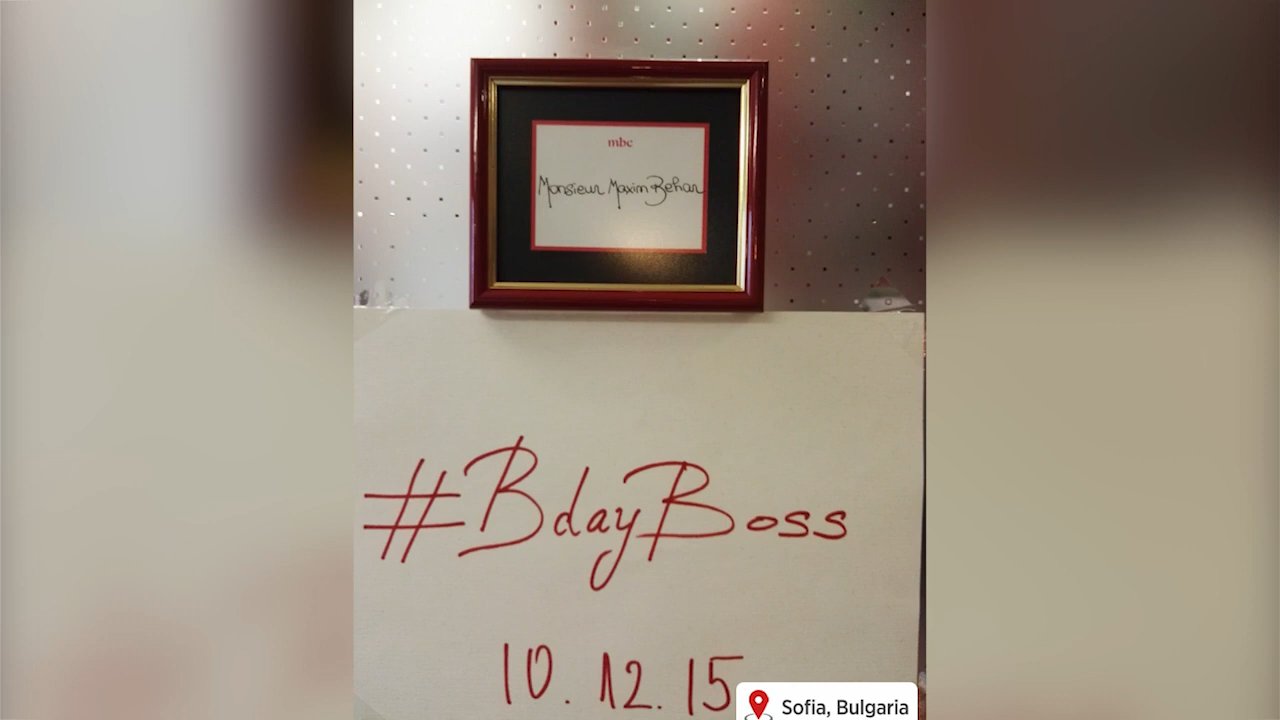 mbc
Monsieur Maxim Behar
#BdayBoss
10.12.15
Sofia, Bulgaria